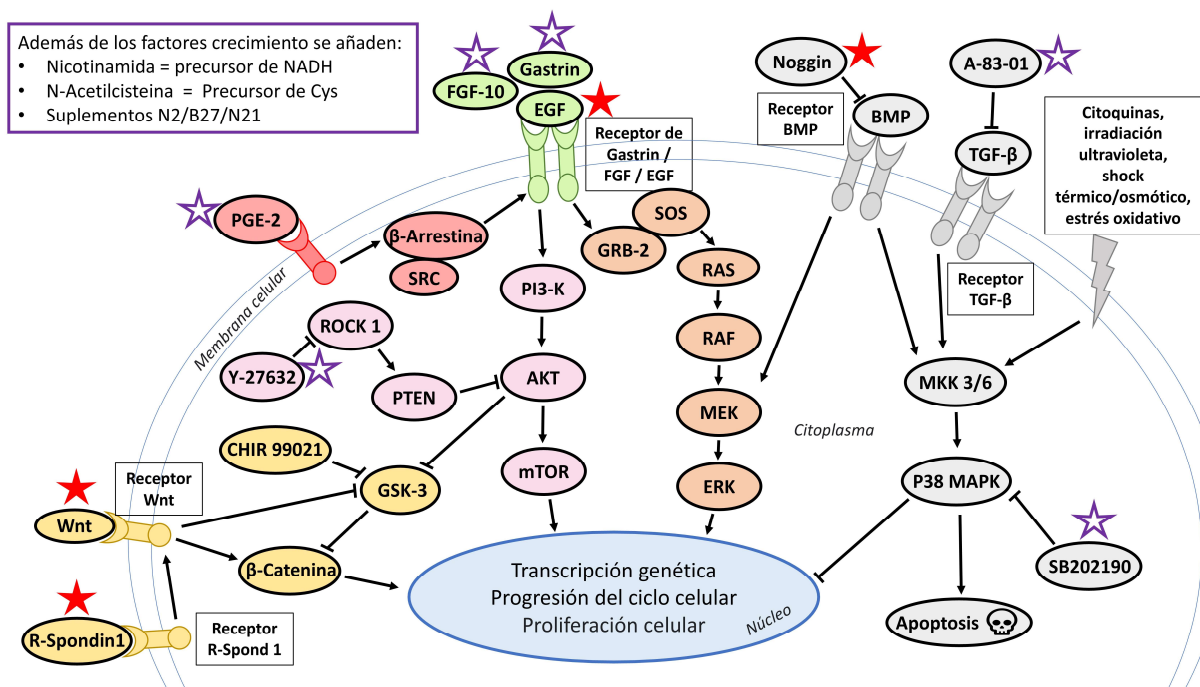 Además de los factores crecimiento se añaden:
• Nicotinamida = precursor de NADH
• N-Acetilcisteina = Precursor de Cys
• Suplementos N2/B27/N21
Gastrin
FGF-10
EGF
Receptor de
Gastrin /
FGF / EGF
Noggin
Receptor
BMP
BMP
A-83-01
TGF-β
Receptor
TGF-β
Citoquinas,
irradiación
ultravioleta,
shock
térmico/osmótico,
estrés oxidativo
PGE-2
β-Arrestina
SRC
SOS
GRB-2
RAS
RAF
MEK
ERK
PI3-K
AKT
mTOR
Membrana celular
ROCK 1
Y-27632
PTEN
CHIR 99021
GSK-3
Receptor
Wnt
Wnt
β-Catenina
R-Spondin1
Receptor
R-Spond 1
Citoplasma
MKK 3/6
P38 MAPK
SB202190
Apoptosis
Transcripción genética
Progresión del ciclo celular
Proliferación celular
Núcleo